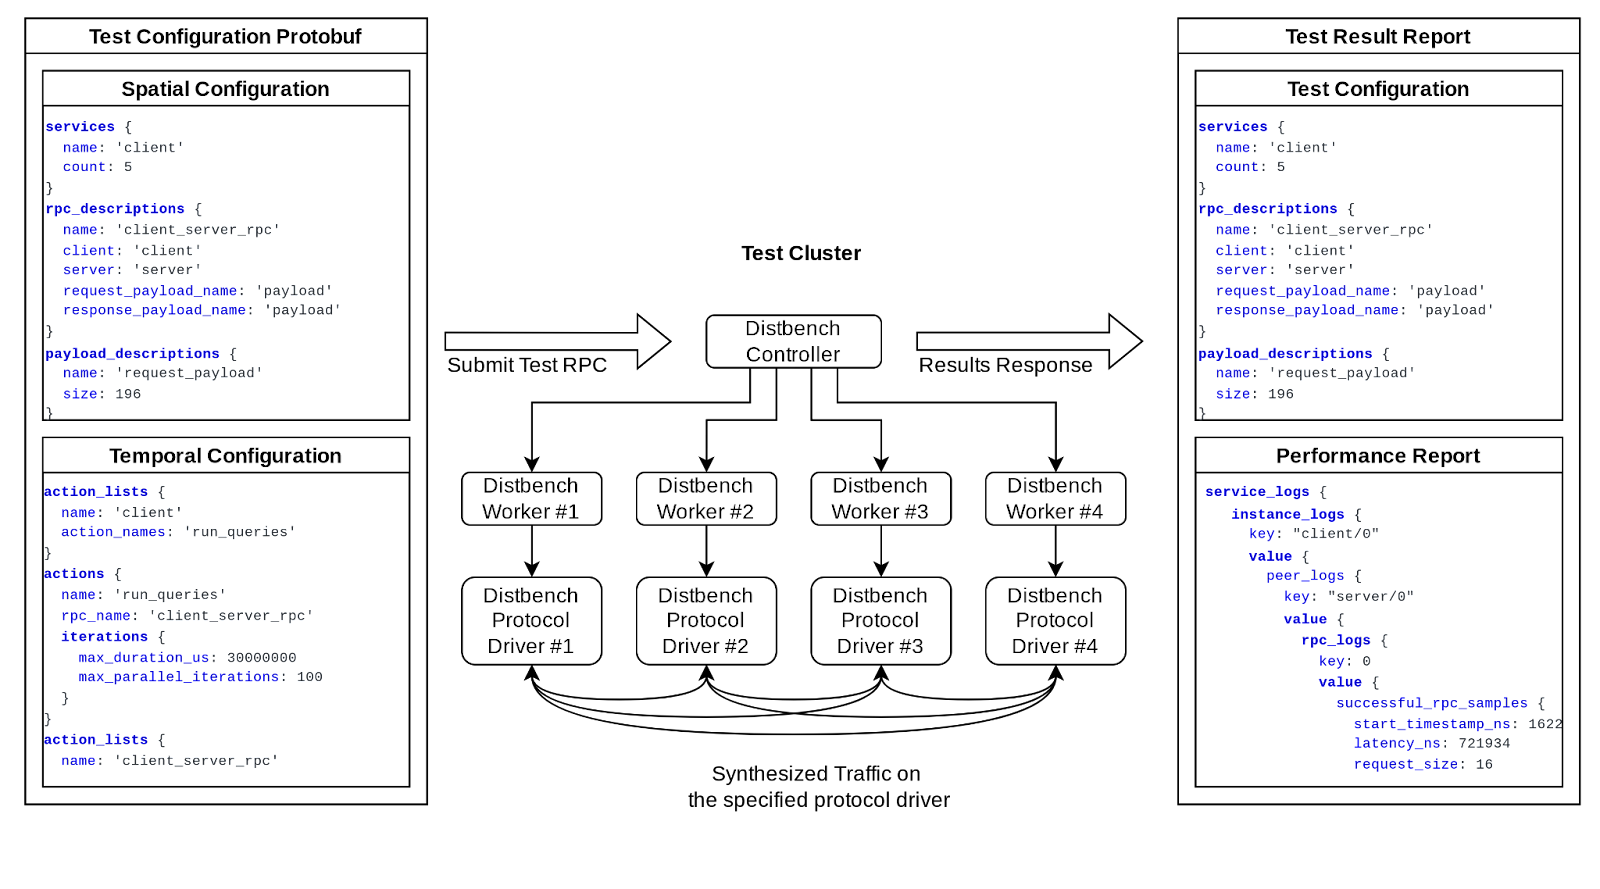 Test Configuration Protobuf
Spatial Configuration
services {
  name: 'client'
  count: 5
}
rpc_descriptions {
  name: 'client_server_rpc'
  client: 'client'
  server: 'server'
  request_payload_name: 'payload'
  response_payload_name: 'payload'
}
payload_descriptions {
  name: 'request_payload'
  size: 196
}
Temporal Configuration
action_lists {
  name: 'client'
  action_names: 'run_queries'
}
actions {
  name: 'run_queries'
  rpc_name: 'client_server_rpc'
  iterations {
    max_duration_us: 30000000
    max_parallel_iterations: 100
  }
}
action_lists {
  name: 'client_server_rpc'
Submit Test RPC
Test Cluster
Distbench
Controller
Distbench
Worker #1
Distbench
Worker #2
Distbench
Worker #3
Distbench
Worker #4
Distbench
Protocol
Driver #1
Distbench
Protocol
Driver #2
Distbench
Protocol
Driver #3
Distbench
Protocol
Driver #4
Synthesized Traffic on
the specified protocol driver
Results Response
Test Result Report
Test Configuration
services {
  name: 'client'
  count: 5
}
rpc_descriptions {
  name: 'client_server_rpc'
  client: 'client'
  server: 'server'
  request_payload_name: 'payload'
  response_payload_name: 'payload'
}
payload_descriptions {
  name: 'request_payload'
  size: 196
}
Performance Report
service_logs {
  instance_logs {
    key: "client/0"
    value {
      peer_logs {
        key: "server/0"
        value {
          rpc_logs {
            key: 0
            value {
              successful_rpc_samples {
                start_timestamp_ns: 1622
                latency_ns: 721934
                request_size: 16